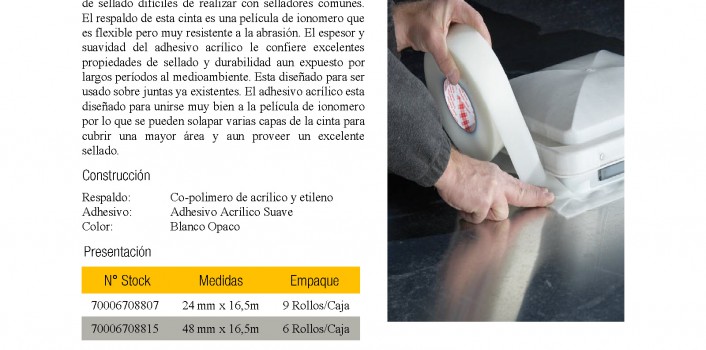 de sellado difíciles de realizar con selladores comunes.
El respaldo de esta cinta es una película de ionomero que
es flexible pero muy resistente a la abrasión. El espesor y
suavidad del adhesivo acrílico le confiere excelentes
propiedades de sellado y durabilidad aun expuesto por
largos períodos al medioambiente. Esta diseñado para ser
usado sobre juntas ya existentes. El adhesivo acrílico esta
diseñado para unirse muy bien a la película de ionomero
por lo que se pueden solapar varias capas de la cinta para
cubrir una mayor área y aun proveer un excelente
sellado.
Construcción
Respaldo: Co-polimero de acrílico y etileno
Adhesivo: Adhesivo Acrílico Suave
Color: Blanco Opaco
Presentación
N° Stock Medidas Empaque
70006708807 24 mm x 16,5m 9 Rollos/Caja
70006708815 48 mm x 16,5m 6 Rollos/Caja